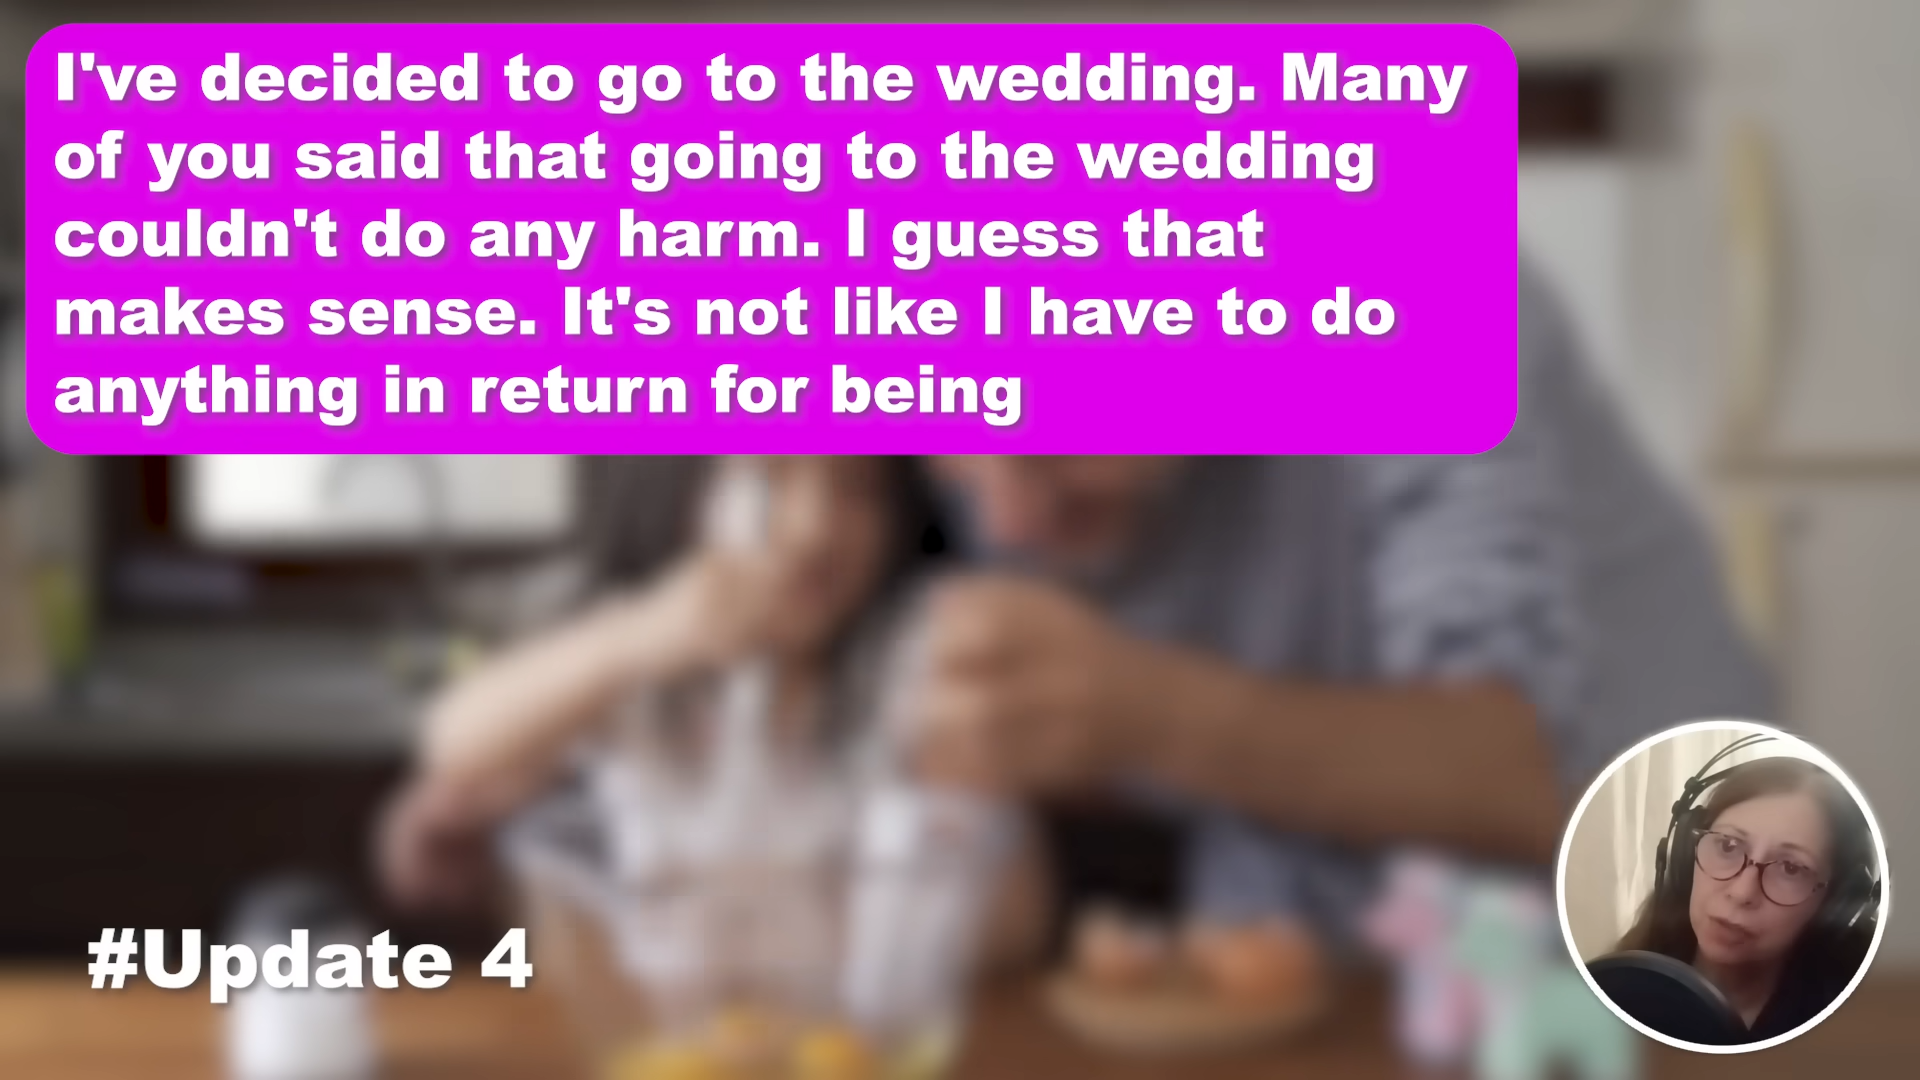 I've decided to go to the wedding. Many
of you said that going to the wedding
couldn't do any harm. I guess that
makes sense. It's not like I have to do
anything in return for being
#Update 4